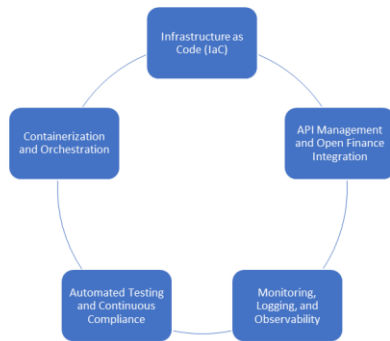 Infrastructure as
Code (IaC)
API Management
and Open Finance
Integration
Monitoring,
Logging, and
Observability
Automated Testing
and Continuous
Compliance
Containerization
and Orchestration